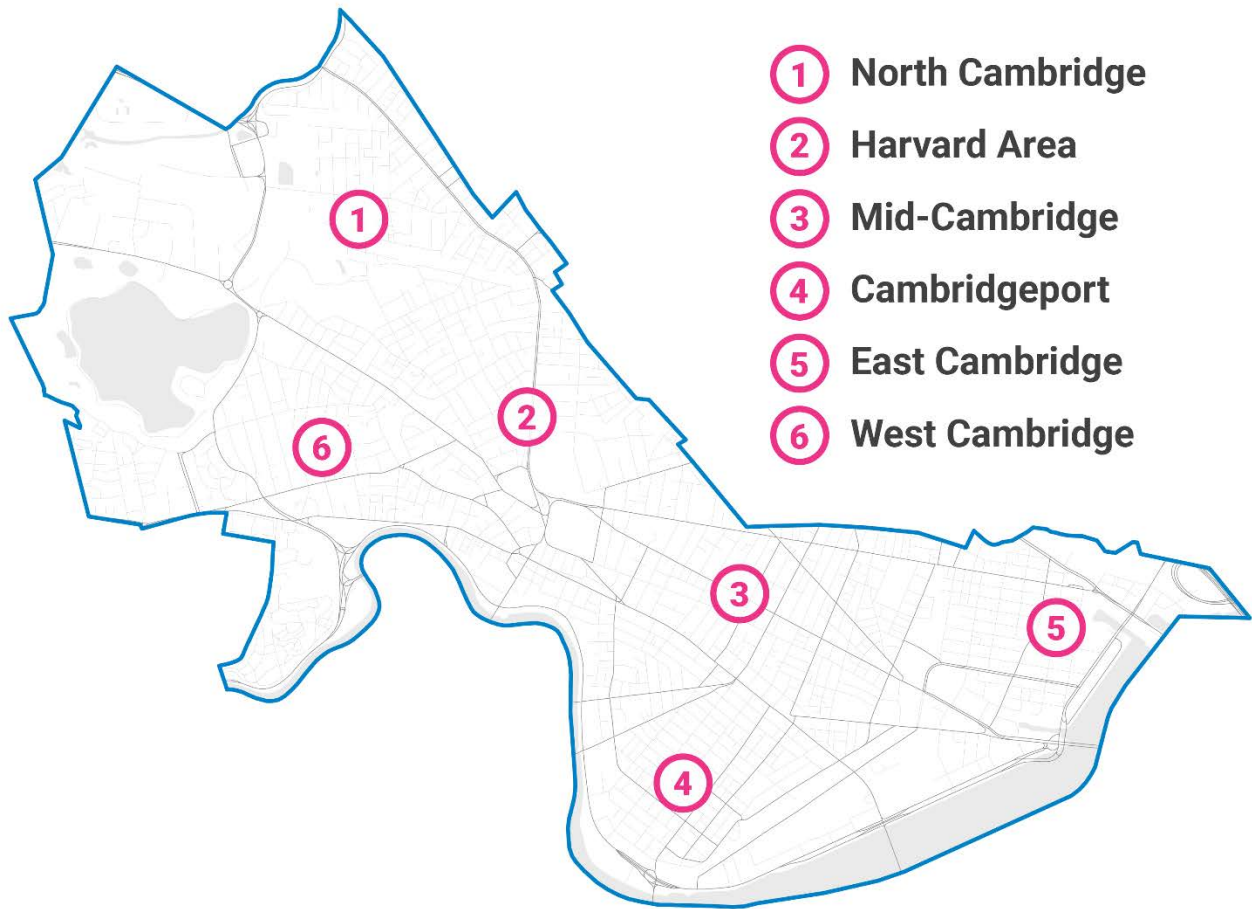 1 North Cambridge
2 Harvard Area
3 Mid-Cambridge
4 Cambridgeport
5 East Cambridge
6 West Cambridge
1
2
6
3
5
4